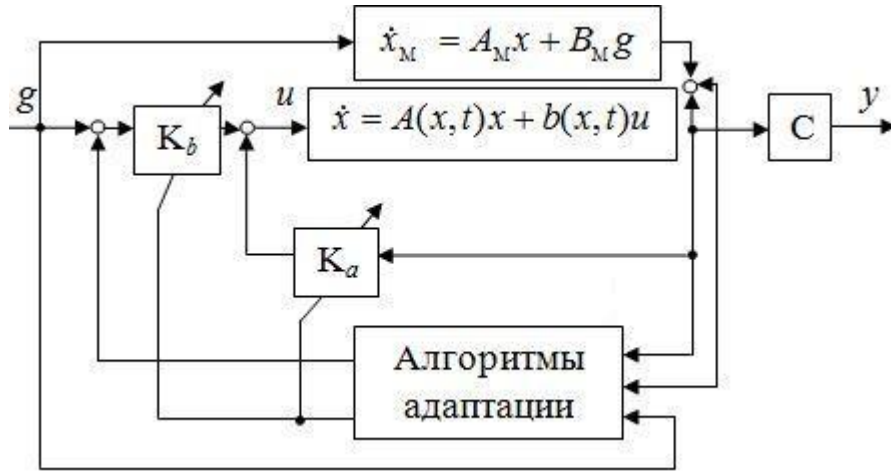 ẋ_м = A_м x + B_м g
g
u
y
K_b
ẋ = A(x,t)x + b(x,t)u
C
K_a
Алгоритмы
адаптации